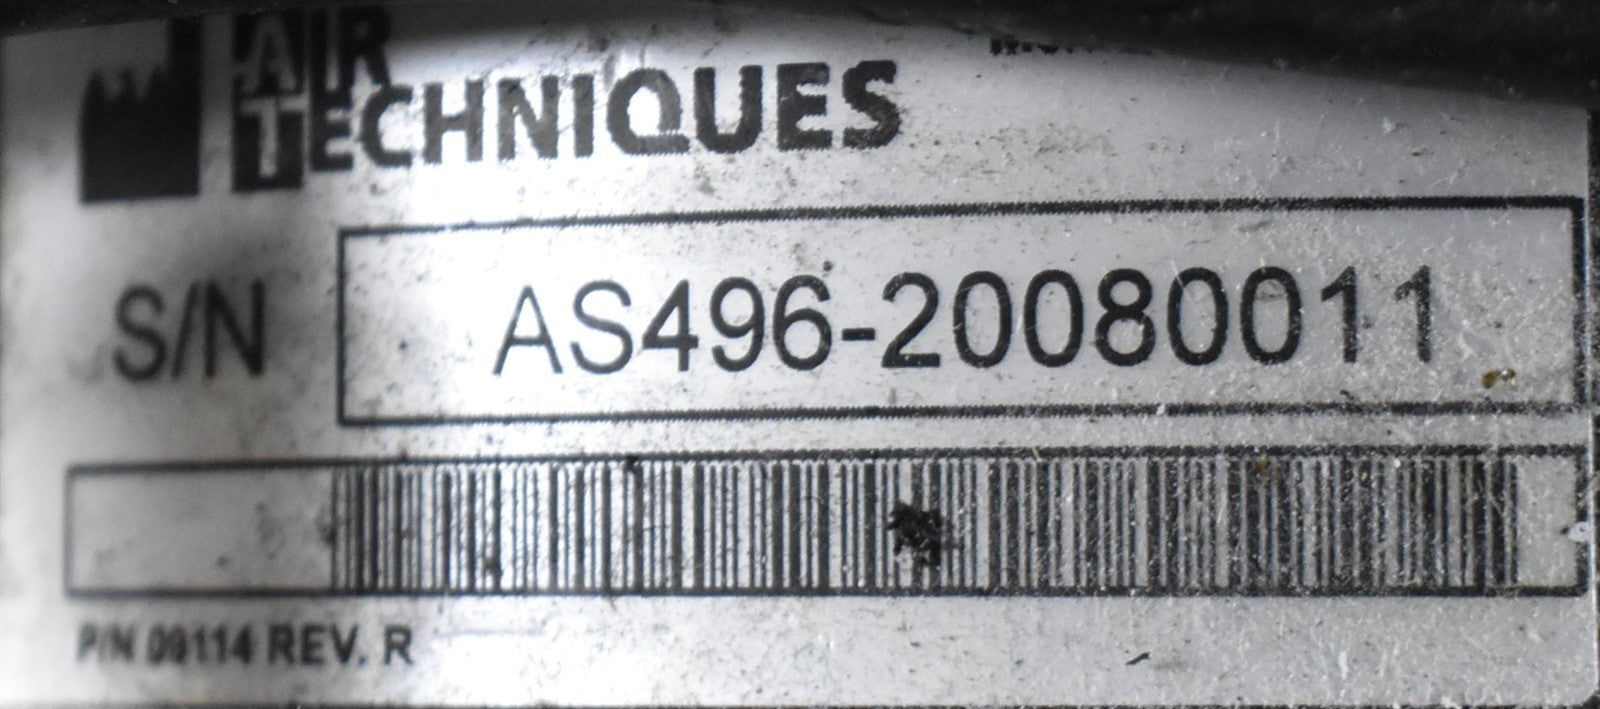 AIR
TECHNIQUES
S/N AS496-20080011
P/N 09114 REV. R